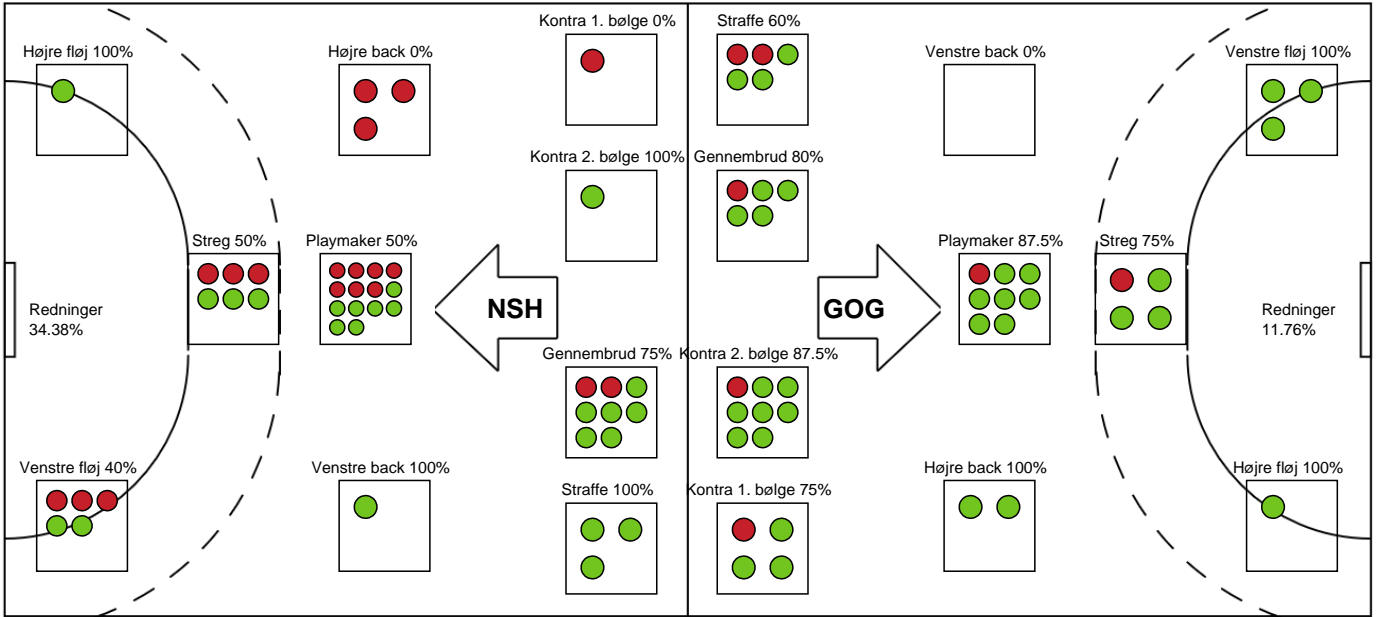 Kontra 1. bølge 0%
Straffe 60%
Højre fløj 100%
Højre back 0%
Venstre back 0%
Venstre fløj 100%
Kontra 2. bølge 100%
Gennembrud 80%
Streg 50%
Playmaker 50%
Playmaker 87.5%
Streg 75%
Redninger
34.38%
NSH
GOG
Redninger
11.76%
Gennembrud 75%
Kontra 2. bølge 87.5%
Venstre fløj 40%
Venstre back 100%
Højre back 100%
Højre fløj 100%
Straffe 100%
Kontra 1. bølge 75%